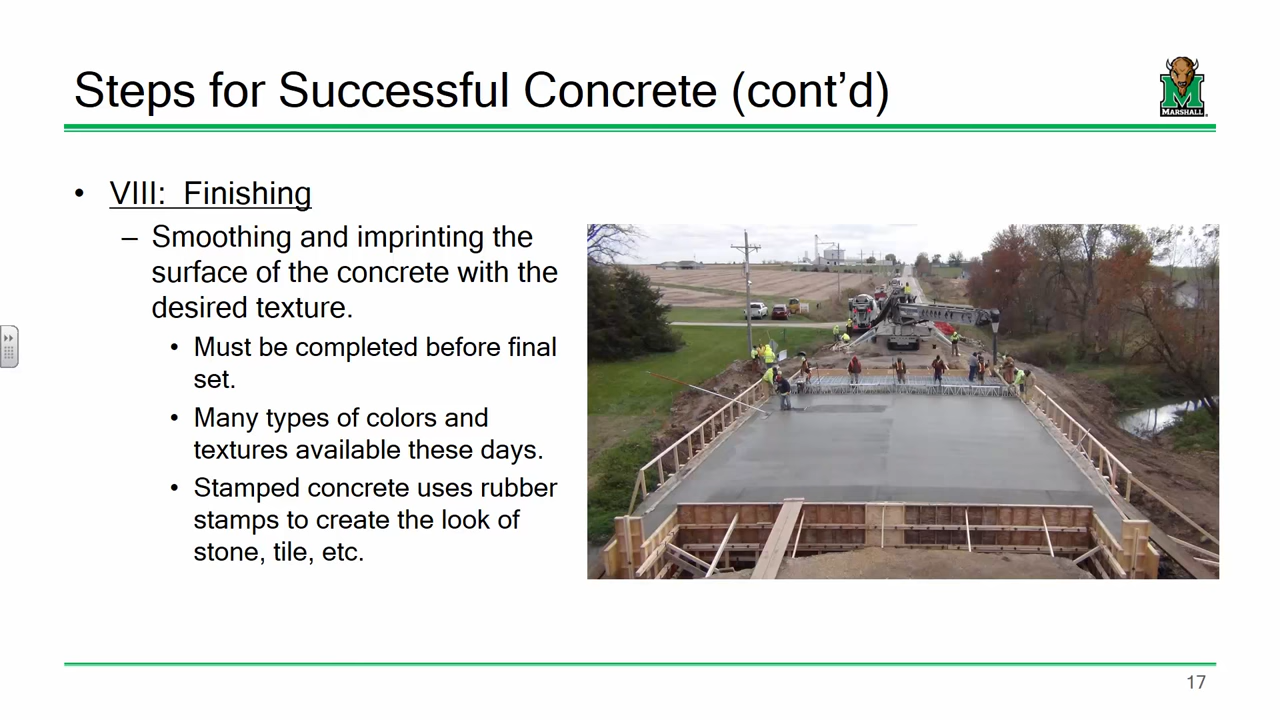 Steps for Successful Concrete (cont’d)
MARSHALL
• VIII: Finishing
– Smoothing and imprinting the
surface of the concrete with the
desired texture.
• Must be completed before final
set.
• Many types of colors and
textures available these days.
• Stamped concrete uses rubber
stamps to create the look of
stone, tile, etc.
17